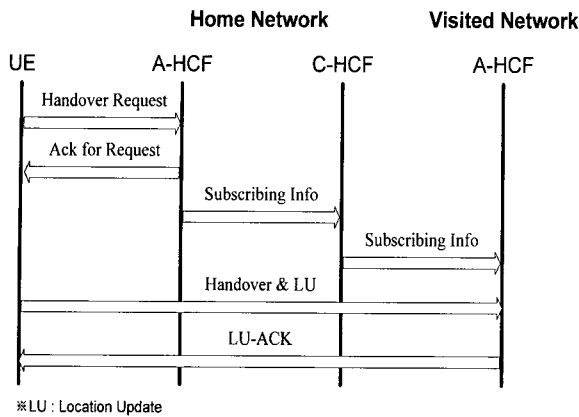 Home Network Visited Network
UE A-HCF C-HCF A-HCF
Handover Request
Ack for Request
Subscribing Info
Subscribing Info
Handover & LU
LU-ACK
※LU : Location Update